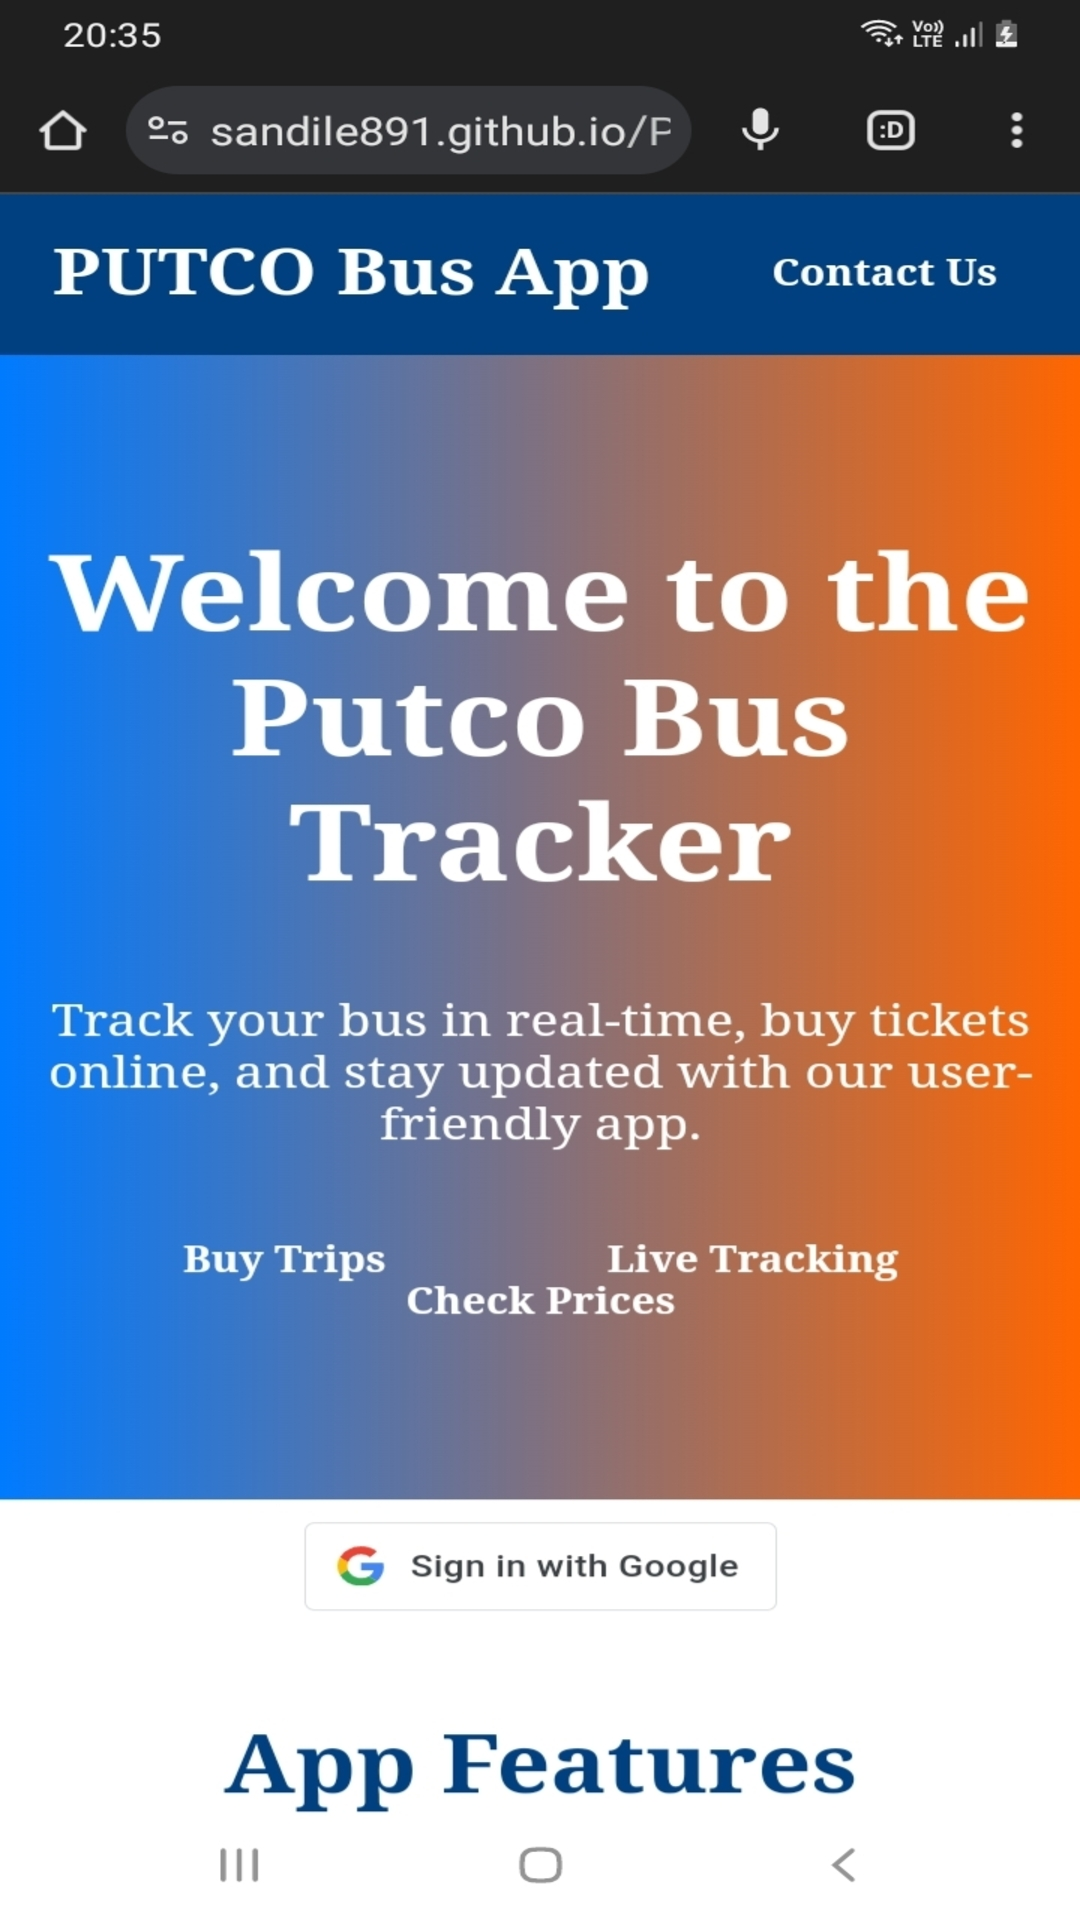 20:35
Vo)) LTE
sandile891.github.io/P
:D
PUTCO Bus App
Contact Us
Welcome to the
Putco Bus
Tracker
Track your bus in real-time, buy tickets
online, and stay updated with our user-
friendly app.
Buy Trips
Live Tracking
Check Prices
Sign in with Google
App Features